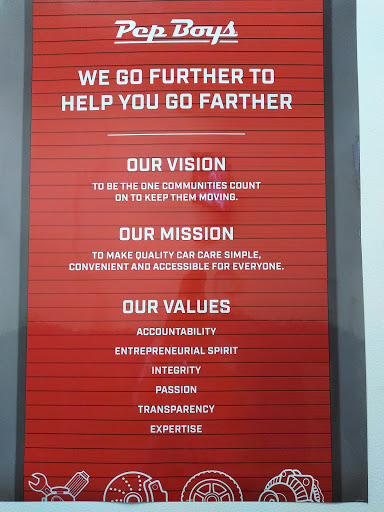 Pep Boys
WE GO FURTHER TO
HELP YOU GO FARTHER
OUR VISION
TO BE THE ONE COMMUNITIES COUNT
ON TO KEEP THEM MOVING.
OUR MISSION
TO MAKE QUALITY CAR CARE SIMPLE,
CONVENIENT AND ACCESSIBLE FOR EVERYONE.
OUR VALUES
ACCOUNTABILITY
ENTREPRENEURIAL SPIRIT
INTEGRITY
PASSION
TRANSPARENCY
EXPERTISE